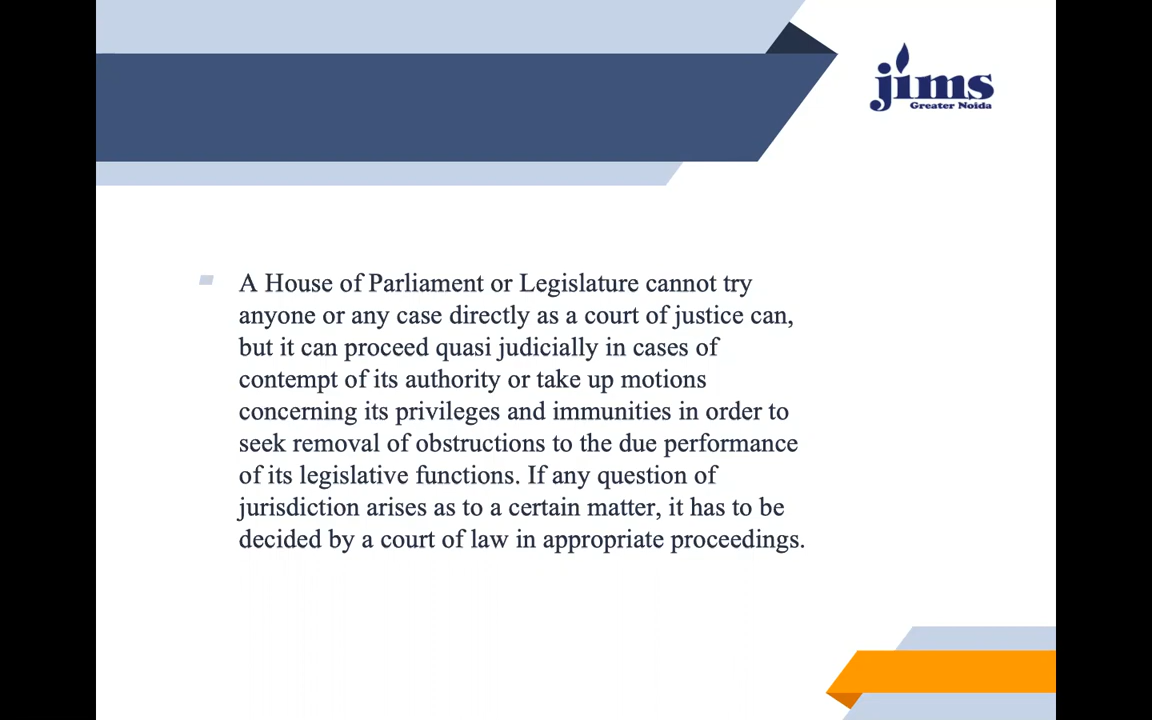 jims
Greater Noida
A House of Parliament or Legislature cannot try
anyone or any case directly as a court of justice can,
but it can proceed quasi judicially in cases of
contempt of its authority or take up motions
concerning its privileges and immunities in order to
seek removal of obstructions to the due performance
of its legislative functions. If any question of
jurisdiction arises as to a certain matter, it has to be
decided by a court of law in appropriate proceedings.